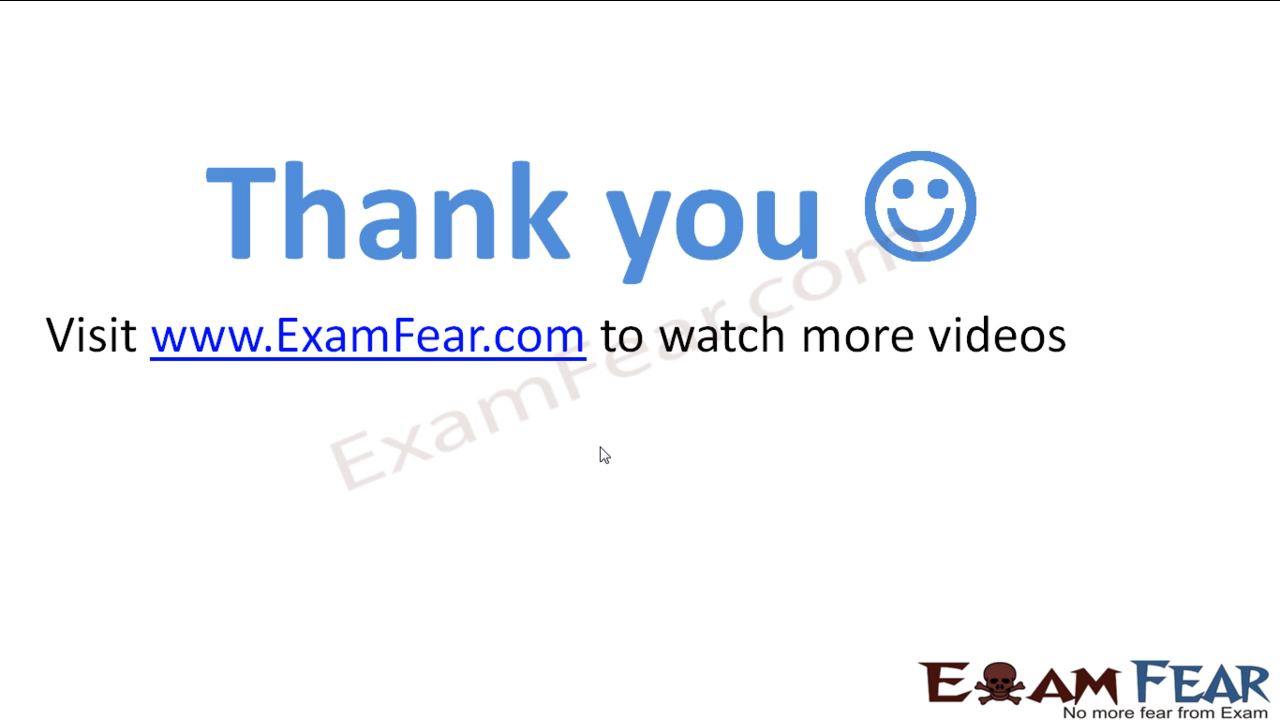 Thank you ☺
Visit www.ExamFear.com to watch more videos
ExamFear.com
EXAM FEAR
No more fear from Exam